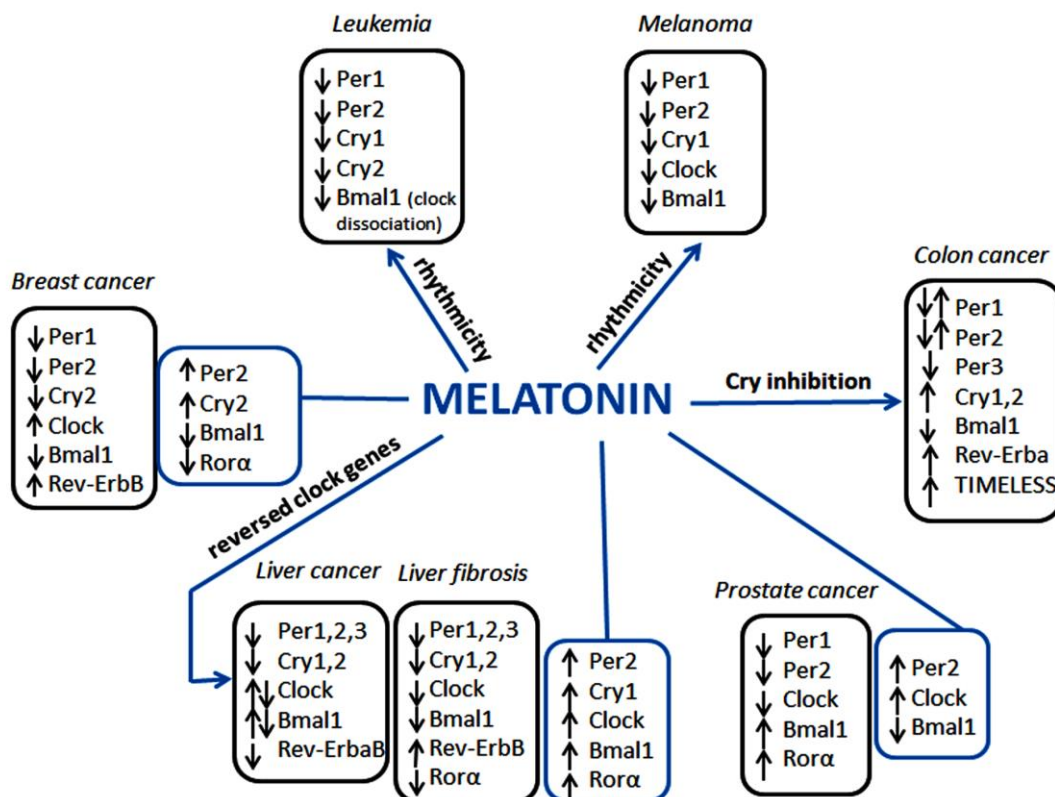 Leukemia
↓ Per1
↓ Per2
↓ Cry1
↓ Cry2
↓ Bmal1 (clock
dissociation)
Melanoma
↓ Per1
↓ Per2
↓ Cry1
↓ Clock
↓ Bmal1
rhythmicity
rhythmicity
Breast cancer
↓ Per1
↓ Per2
↓ Cry2
↑ Clock
↓ Bmal1
↑ Rev-ErbB
↑ Per2
↑ Cry2
↓ Bmal1
↓ Rorα
MELATONIN
Cry inhibition
Colon cancer
↓↑ Per1
↓↑ Per2
↓ Per3
↑ Cry1,2
↓ Bmal1
↑ Rev-Erba
↑ TIMELESS
reversed clock genes
Liver cancer
↓ Per1,2,3
↓ Cry1,2
↑↓ Clock
↑↓ Bmal1
↓ Rev-ErbaB
Liver fibrosis
↓ Per1,2,3
↓ Cry1,2
↓ Clock
↓ Bmal1
↑ Rev-ErbB
↓ Rorα
↑ Per2
↑ Cry1
↑ Clock
↑ Bmal1
↑ Rorα
Prostate cancer
↓ Per1
↓ Per2
↓ Clock
↑ Bmal1
↑ Rorα
↑ Per2
↑ Clock
↓ Bmal1